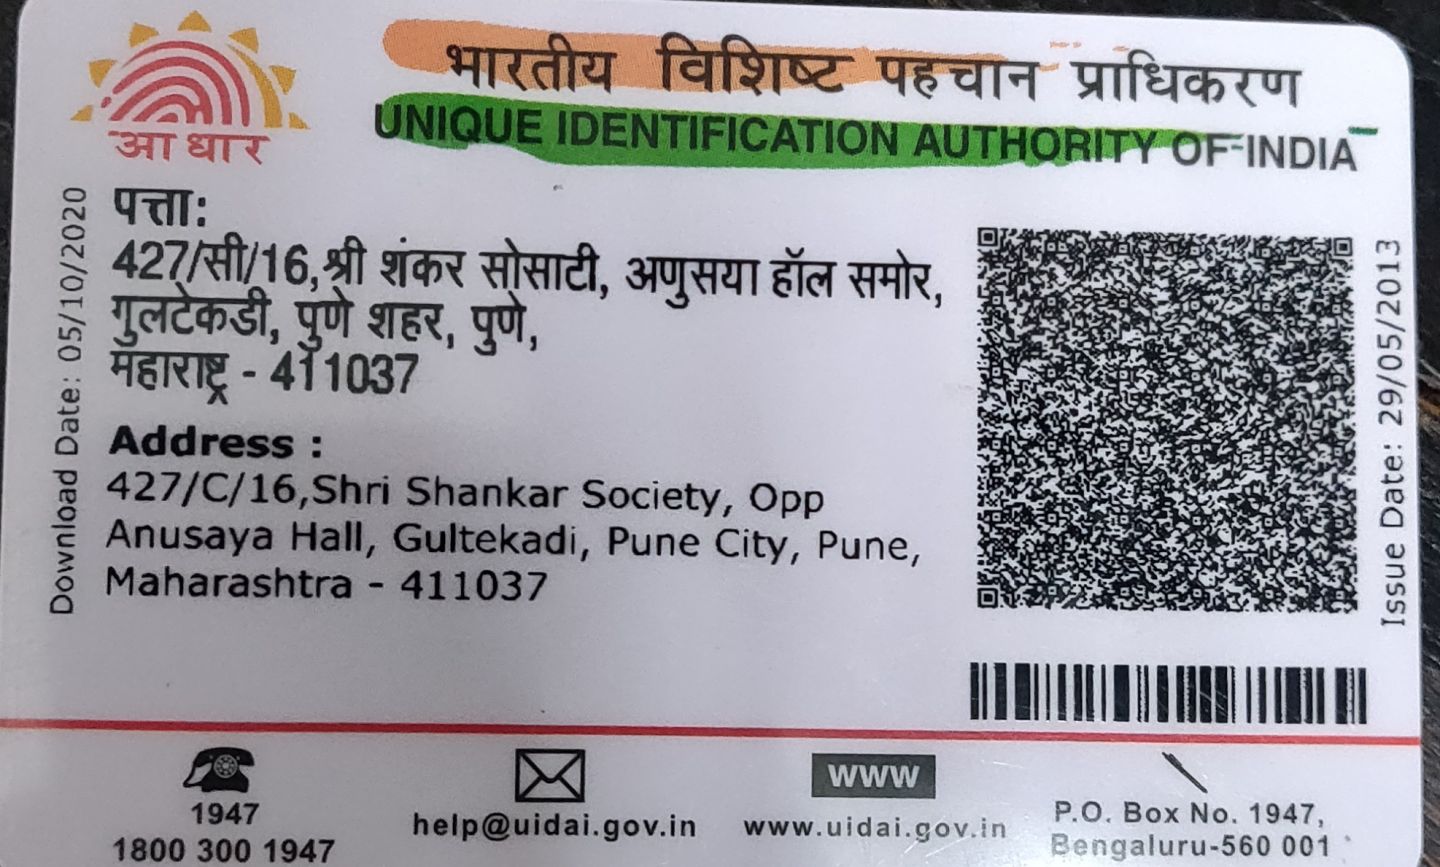 भारतीय विशिष्ट पहचान प्राधिकरण
UNIQUE IDENTIFICATION AUTHORITY OF INDIA
आधार
Download Date: 05/10/2020
पत्ता:
427/सी/16,श्री शंकर सोसाटी, अणुसया हॉल समोर,
गुलटेकडी, पुणे शहर, पुणे,
महाराष्ट्र - 411037
Address :
427/C/16,Shri Shankar Society, Opp
Anusaya Hall, Gultekadi, Pune City, Pune,
Maharashtra - 411037
Issue Date: 29/05/2013
1947
1800 300 1947
help@uidai.gov.in
www
www.uidai.gov.in
P.O. Box No. 1947,
Bengaluru-560 001